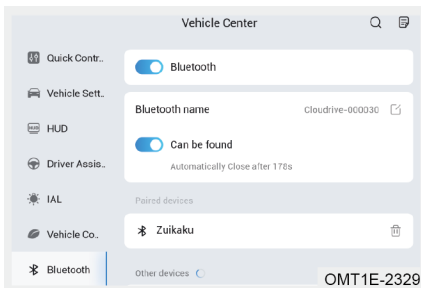 Vehicle Center
Quick Contr..
Vehicle Sett..
HUD
HUD
Driver Assis..
IAL
Vehicle Co..
Bluetooth
Bluetooth
Bluetooth name
Cloudrive-000030
Can be found
Automatically Close after 178s
Paired devices
Zuikaku
Other devices
OMT1E-2329